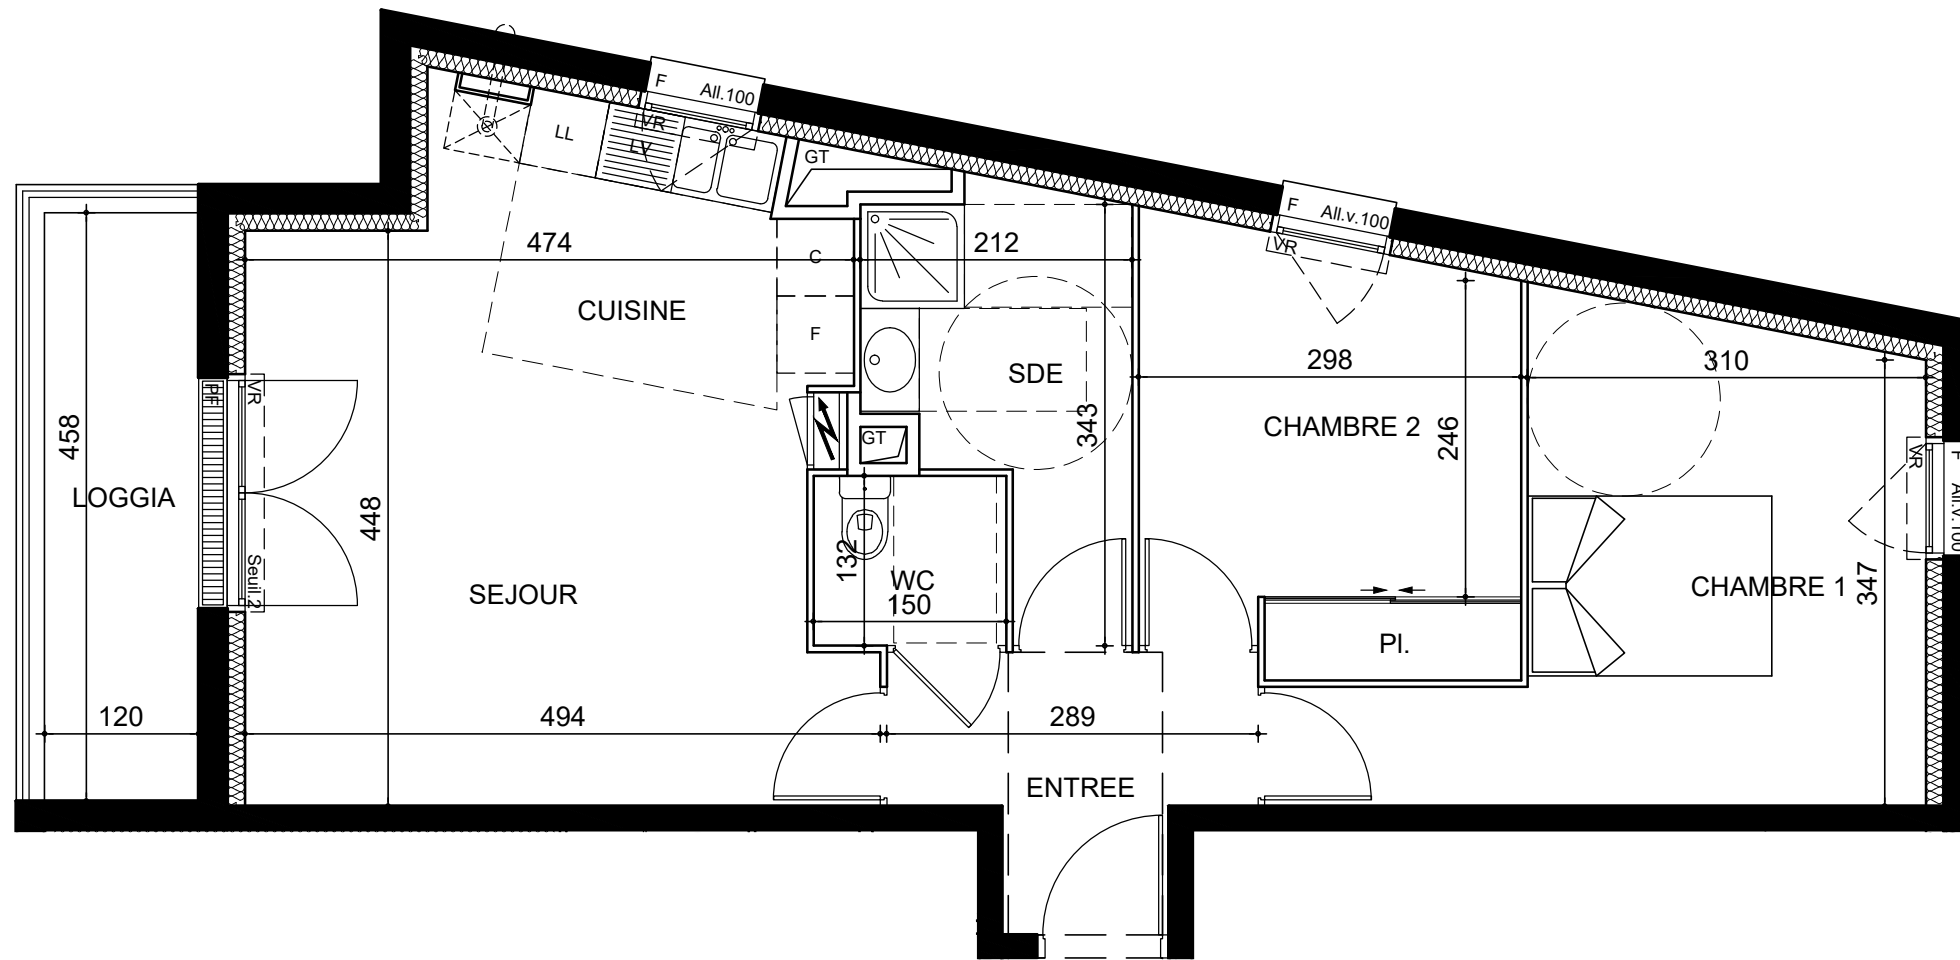 F
All.100
VR
LL
LV
GT
F
All.v.100
VR
474
C
212
CUISINE
F
SDE
298
310
PF
VR
458
343
CHAMBRE 2
246
GT
VR
F
All.v.100
LOGGIA
448
132
WC
150
SEJOUR
Seuil.2
CHAMBRE 1
347
Pl.
120
494
289
ENTREE